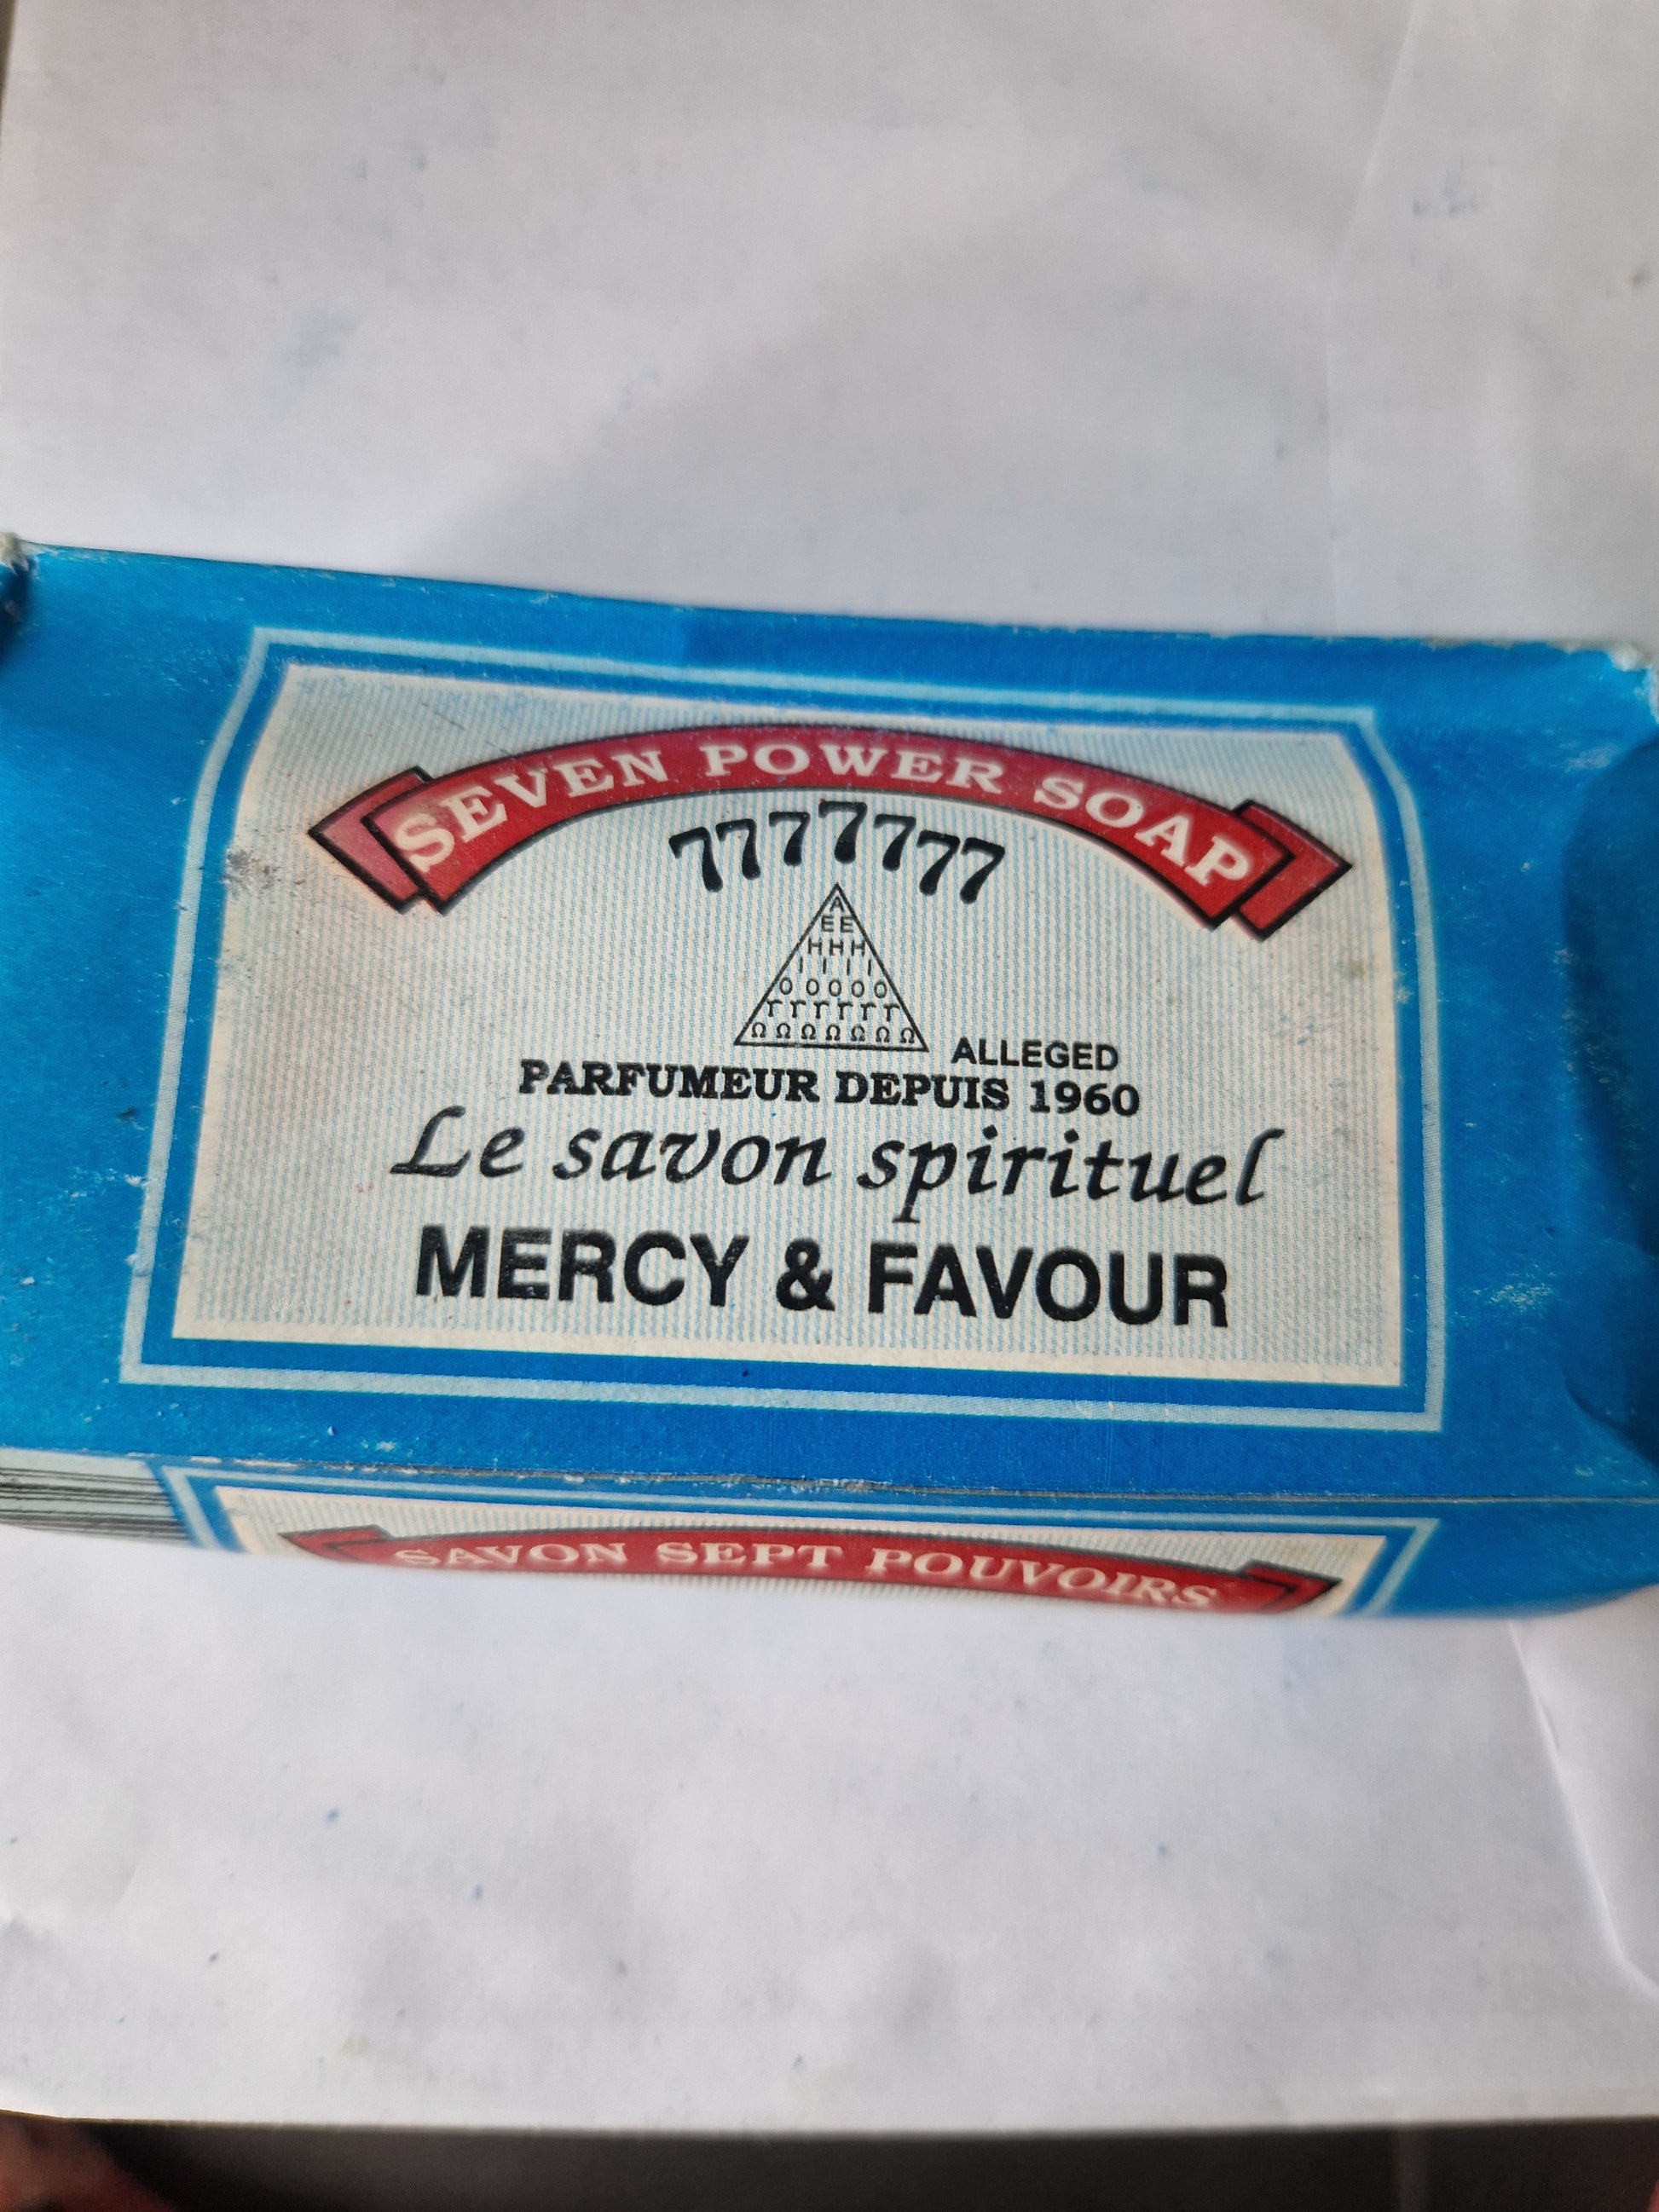 SEVEN POWER SOAP
7777777
A
EE
HHH
IIII
OOOOO
ΥΥΥΥΥΥ
ΩΩΩΩΩΩΩ
ALLEGED
PARFUMEUR DEPUIS 1960
Le savon spirituel
MERCY & FAVOUR
SAVON SEPT POUVOIRS